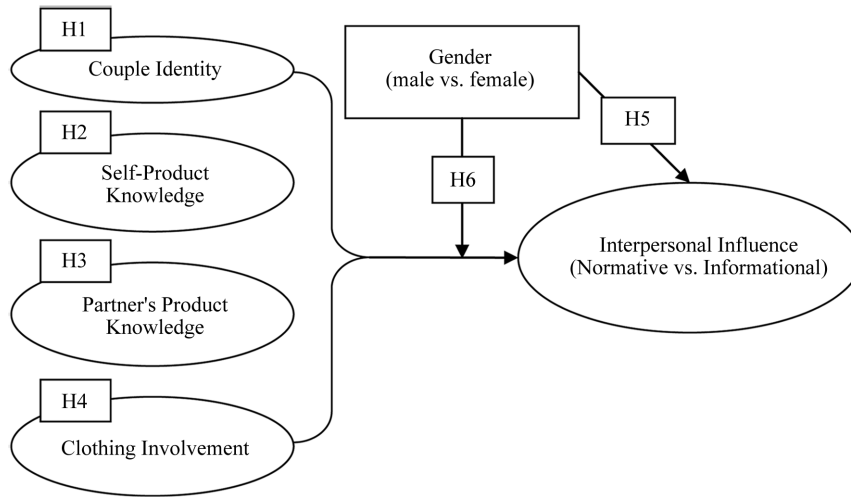 H1
Couple Identity
H2
Self-Product
Knowledge
H3
Partner's Product
Knowledge
H4
Clothing Involvement
Gender
(male vs. female)
H5
H6
Interpersonal Influence
(Normative vs. Informational)